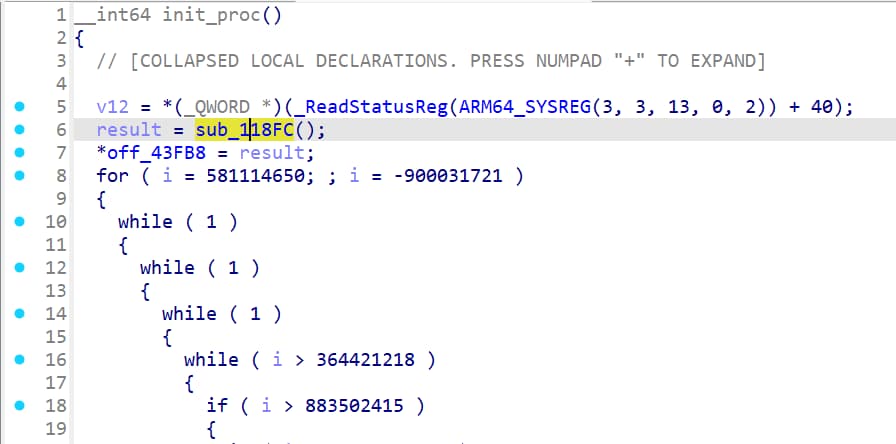 1 __int64 init_proc()
2 {
3 // [COLLAPSED LOCAL DECLARATIONS. PRESS NUMPAD "+" TO EXPAND]
4
5 v12 = *(_QWORD *)(_ReadStatusReg(ARM64_SYSREG(3, 3, 13, 0, 2)) + 40);
6 result = sub_118FC();
7 *off_43FB8 = result;
8 for ( i = 581114650; ; i = -900031721 )
9 {
10 while ( 1 )
11 {
12 while ( 1 )
13 {
14 while ( 1 )
15 {
16 while ( i > 364421218 )
17 {
18 if ( i > 883502415 )
19 {